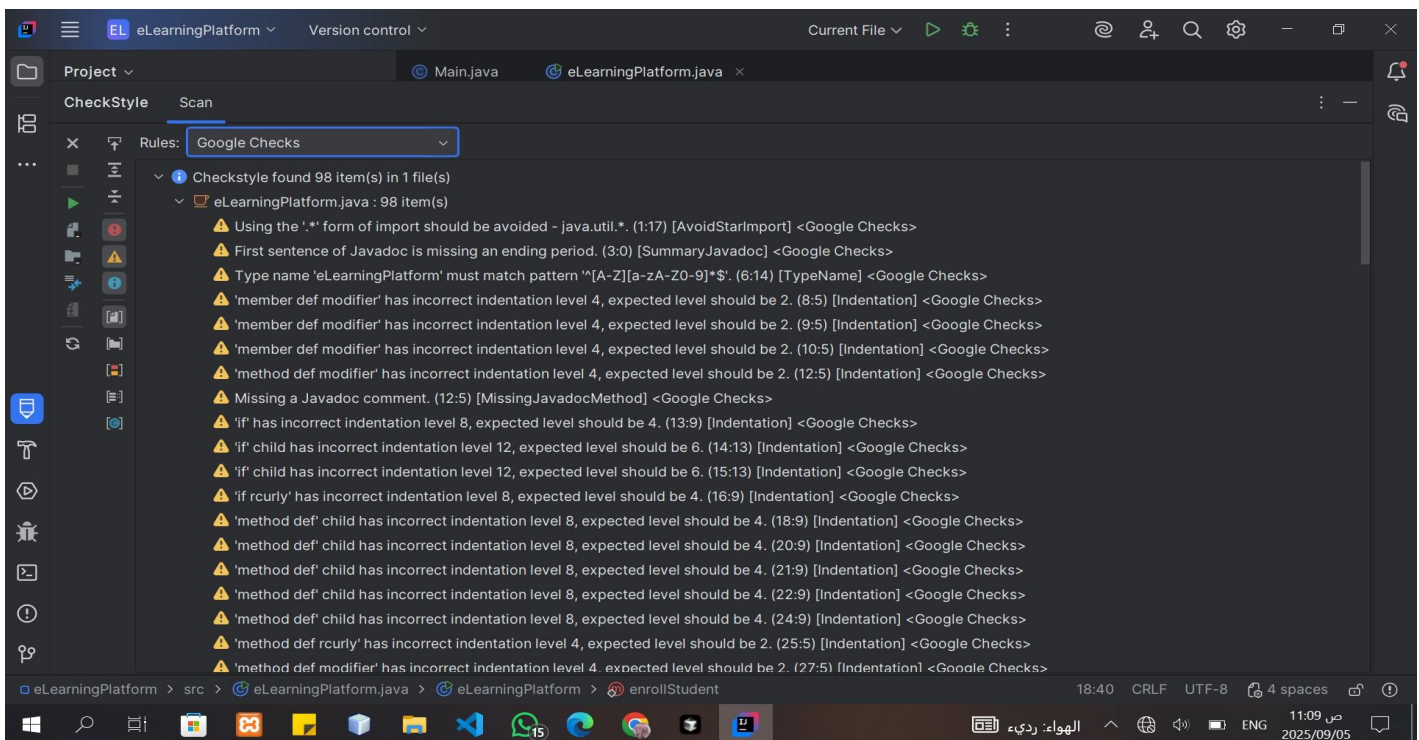 EL eLearningPlatform Version control Current File
Project Main.java eLearningPlatform.java
CheckStyle Scan
Rules: Google Checks
Checkstyle found 98 item(s) in 1 file(s)
eLearningPlatform.java : 98 item(s)
Using the '.*' form of import should be avoided - java.util.*. (1:17) [AvoidStarImport] <Google Checks>
First sentence of Javadoc is missing an ending period. (3:0) [SummaryJavadoc] <Google Checks>
Type name 'eLearningPlatform' must match pattern '^[A-Z][a-zA-Z0-9]*$'. (6:14) [TypeName] <Google Checks>
'member def modifier' has incorrect indentation level 4, expected level should be 2. (8:5) [Indentation] <Google Checks>
'member def modifier' has incorrect indentation level 4, expected level should be 2. (9:5) [Indentation] <Google Checks>
'member def modifier' has incorrect indentation level 4, expected level should be 2. (10:5) [Indentation] <Google Checks>
'method def modifier' has incorrect indentation level 4, expected level should be 2. (12:5) [Indentation] <Google Checks>
Missing a Javadoc comment. (12:5) [MissingJavadocMethod] <Google Checks>
'if' has incorrect indentation level 8, expected level should be 4. (13:9) [Indentation] <Google Checks>
'if' child has incorrect indentation level 12, expected level should be 6. (14:13) [Indentation] <Google Checks>
'if' child has incorrect indentation level 12, expected level should be 6. (15:13) [Indentation] <Google Checks>
'if rcurly' has incorrect indentation level 8, expected level should be 4. (16:9) [Indentation] <Google Checks>
'method def' child has incorrect indentation level 8, expected level should be 4. (18:9) [Indentation] <Google Checks>
'method def' child has incorrect indentation level 8, expected level should be 4. (20:9) [Indentation] <Google Checks>
'method def' child has incorrect indentation level 8, expected level should be 4. (21:9) [Indentation] <Google Checks>
'method def' child has incorrect indentation level 8, expected level should be 4. (22:9) [Indentation] <Google Checks>
'method def' child has incorrect indentation level 8, expected level should be 4. (24:9) [Indentation] <Google Checks>
'method def rcurly' has incorrect indentation level 4, expected level should be 2. (25:5) [Indentation] <Google Checks>
'method def modifier' has incorrect indentation level 4, expected level should be 2. (27:5) [Indentation] <Google Checks>
eLearningPlatform > src > eLearningPlatform.java > eLearningPlatform > enrollStudent 18:40 CRLF UTF-8 4 spaces
15 الهواء: رديء ENG 11:09 ص
2025/09/05